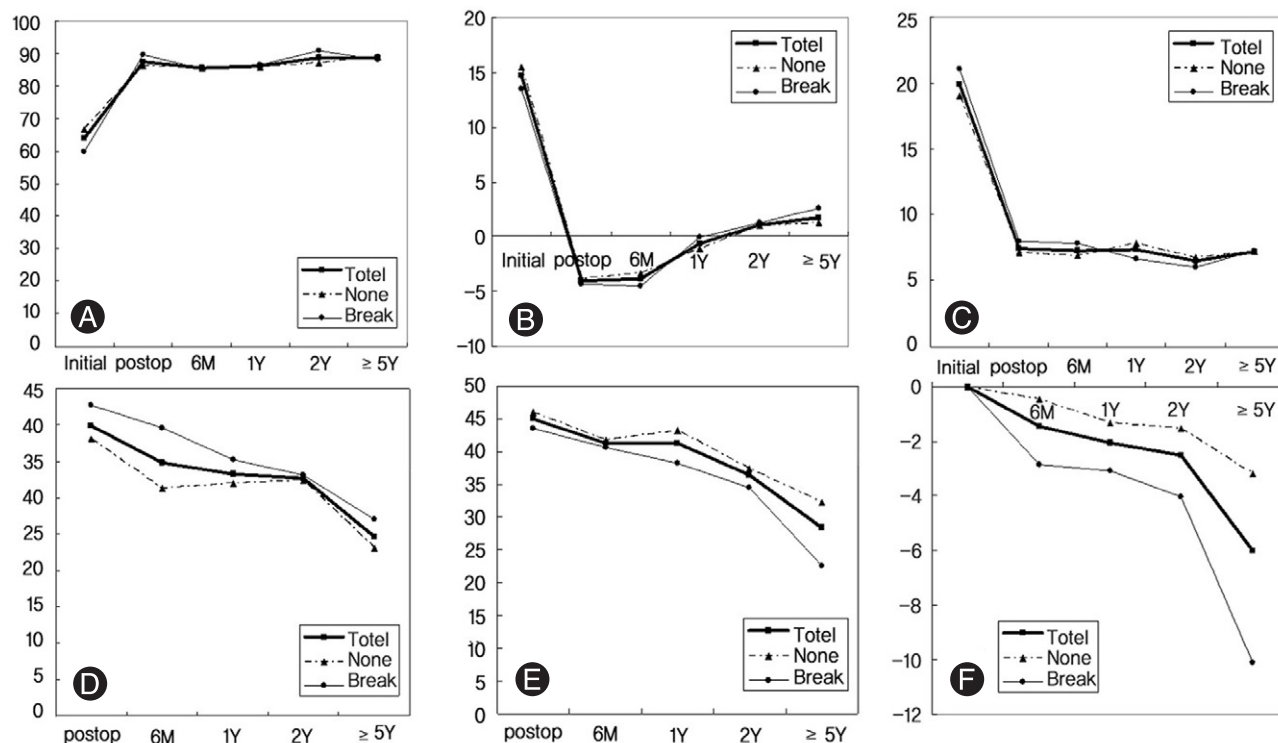 100
90
80
70
60
50
40
30
20
10
0
Initial postop 6M 1Y 2Y ≥ 5Y
Totel
None
Break
A
20
15
10
5
0
−5
−10
Initial postop 6M 1Y 2Y ≥ 5Y
Totel
None
Break
B
25
20
15
10
5
0
Initial postop 6M 1Y 2Y ≥ 5Y
Totel
None
Break
C
45
40
35
30
25
20
15
10
5
0
postop 6M 1Y 2Y ≥ 5Y
Totel
None
Break
D
50
45
40
35
30
25
20
15
10
5
0
postop 6M 1Y 2Y ≥ 5Y
Totel
None
Break
E
0
−2
−4
−6
−8
−10
−12
6M 1Y 2Y ≥ 5Y
Totel
None
Break
F